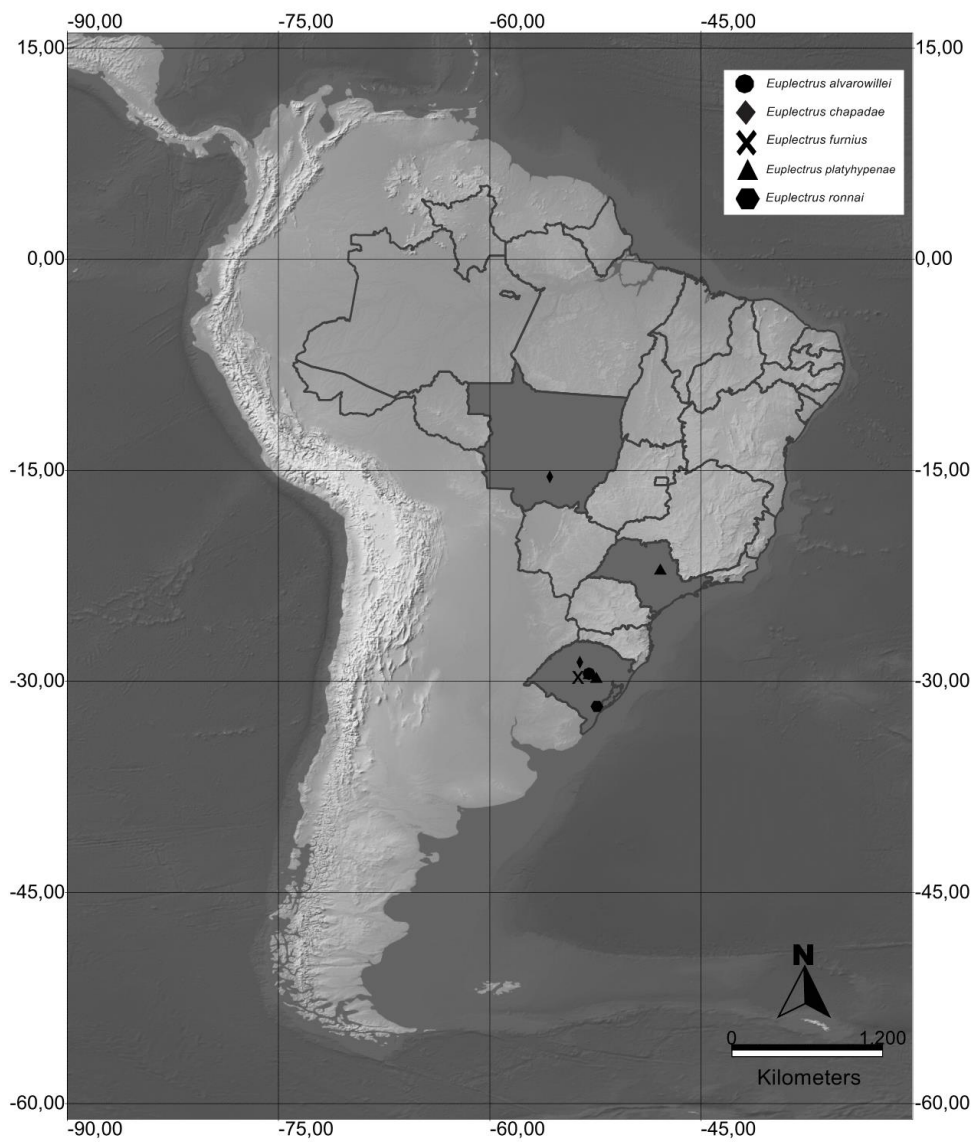 -90,00 -75,00 -60,00 -45,00
15,00 15,00
Euplectrus alvarowillei
Euplectrus chapadae
Euplectrus furnius
Euplectrus platyhypenae
Euplectrus ronnai
0,00 0,00
-15,00 -15,00
-30,00 -30,00
-45,00 -45,00
N
0 1,200
Kilometers
-60,00 -60,00
-90,00 -75,00 -60,00 -45,00